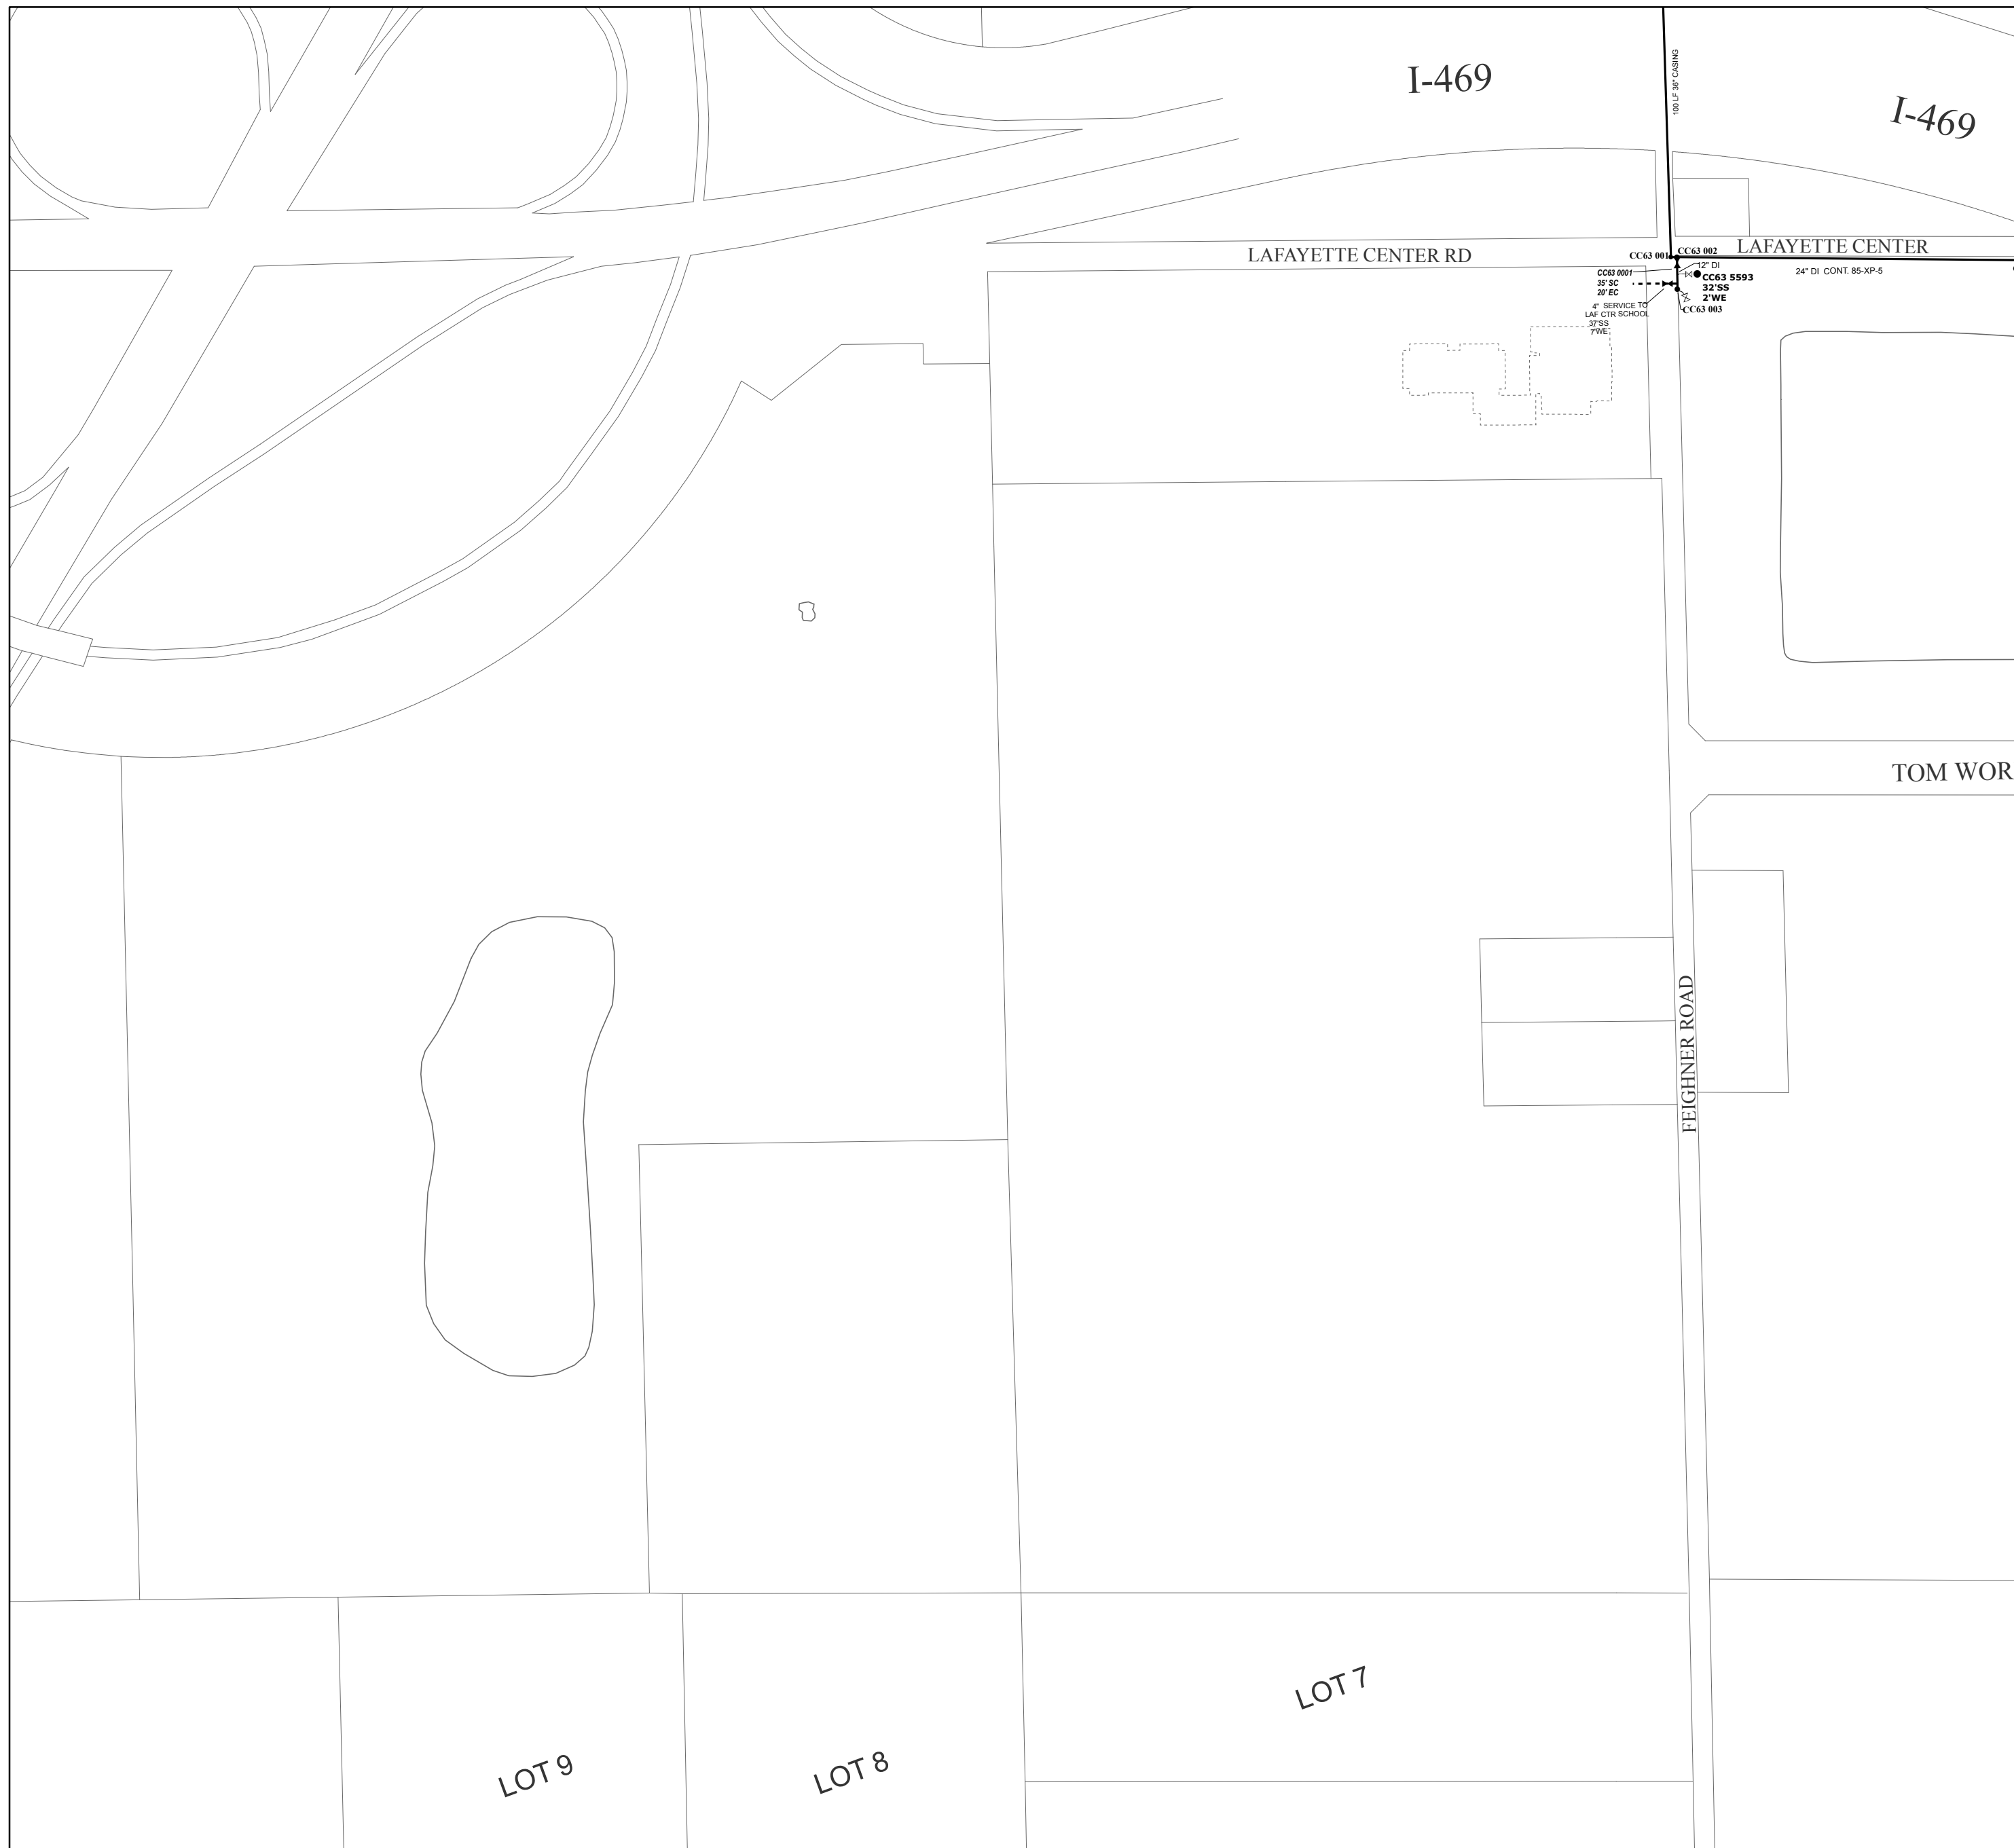 I-469
100 LF 36" CASING
I-469
LAFAYETTE CENTER RD
LAFAYETTE CENTER
CC63 001
CC63 002
12" DI
24" DI CONT. 85-XP-5
CC63 0001
35' SC
20' EC
CC63 5593
32'SS
2'WE
4" SERVICE TO
LAF CTR SCHOOL
37'SS
7'WE
CC63 003
TOM WOR
FEIGHNER ROAD
LOT 7
LOT 8
LOT 9